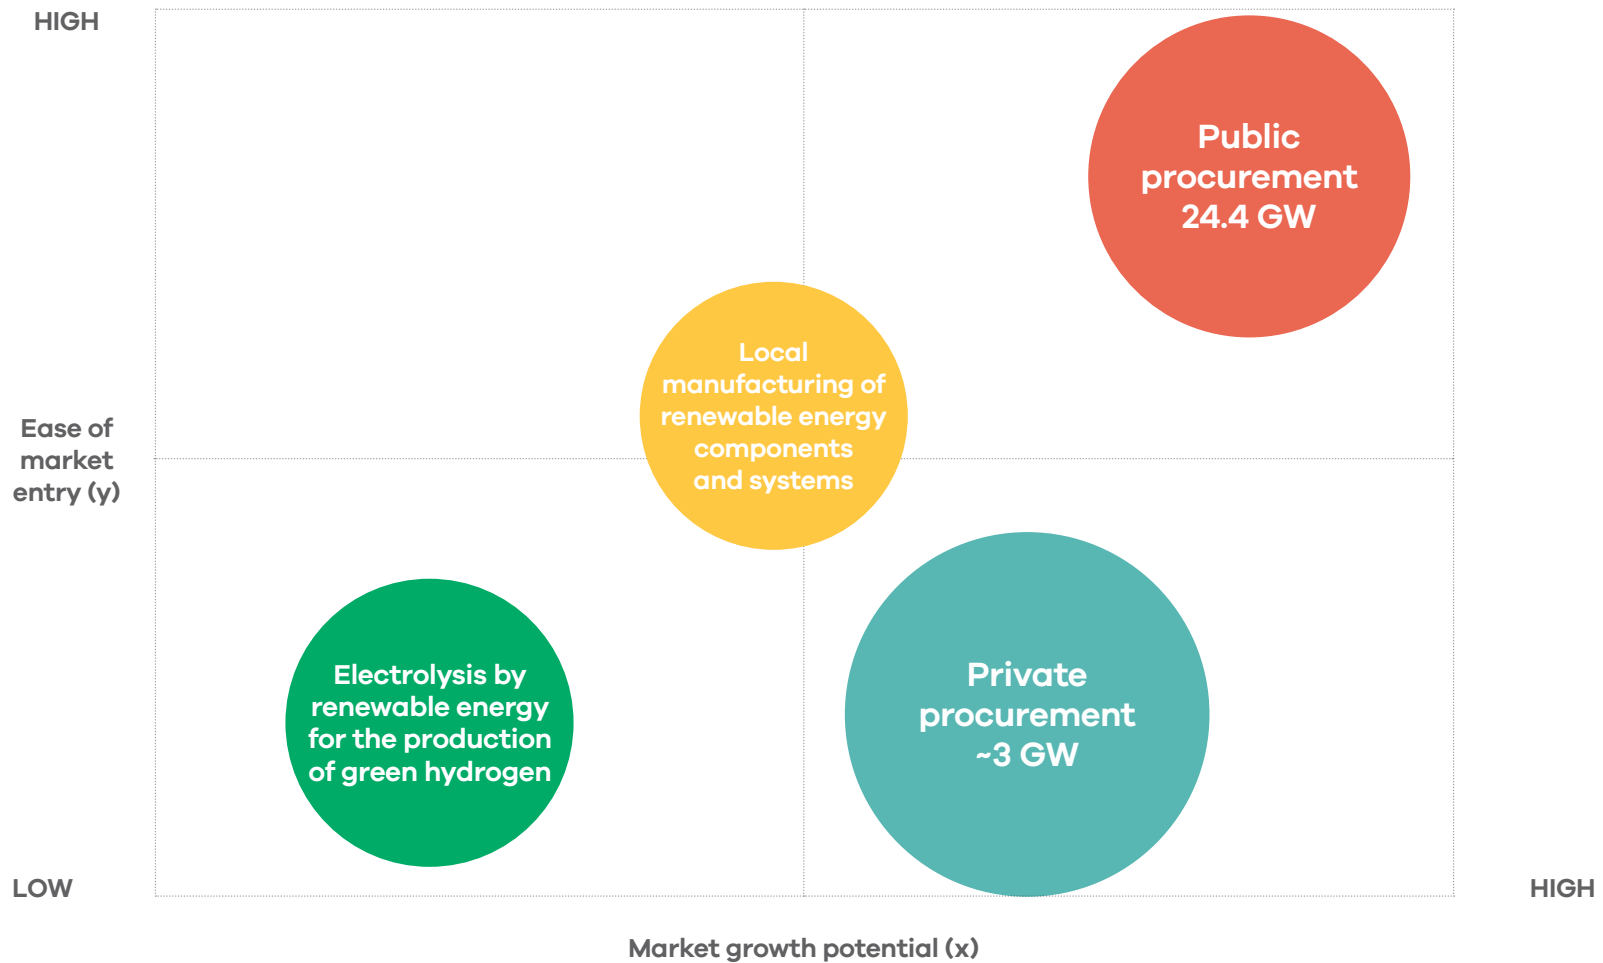 HIGH
Public
procurement
24.4 GW
Local
manufacturing of
renewable energy
components
and systems
Ease of
market
entry (y)
Electrolysis by
renewable energy
for the production
of green hydrogen
Private
procurement
~3 GW
LOW
HIGH
Market growth potential (x)